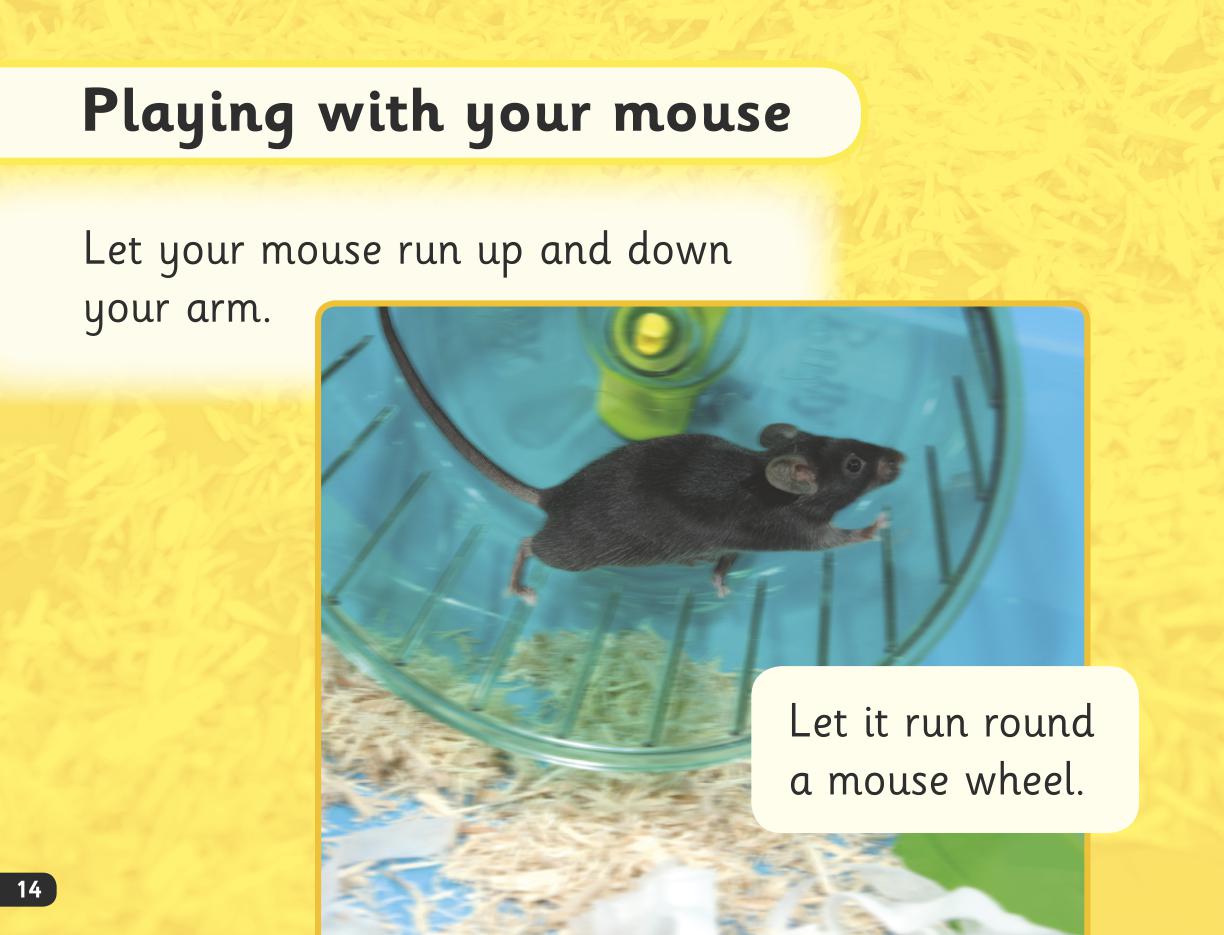 Playing with your mouse
Let your mouse run up and down
your arm.
Let it run round
a mouse wheel.
14